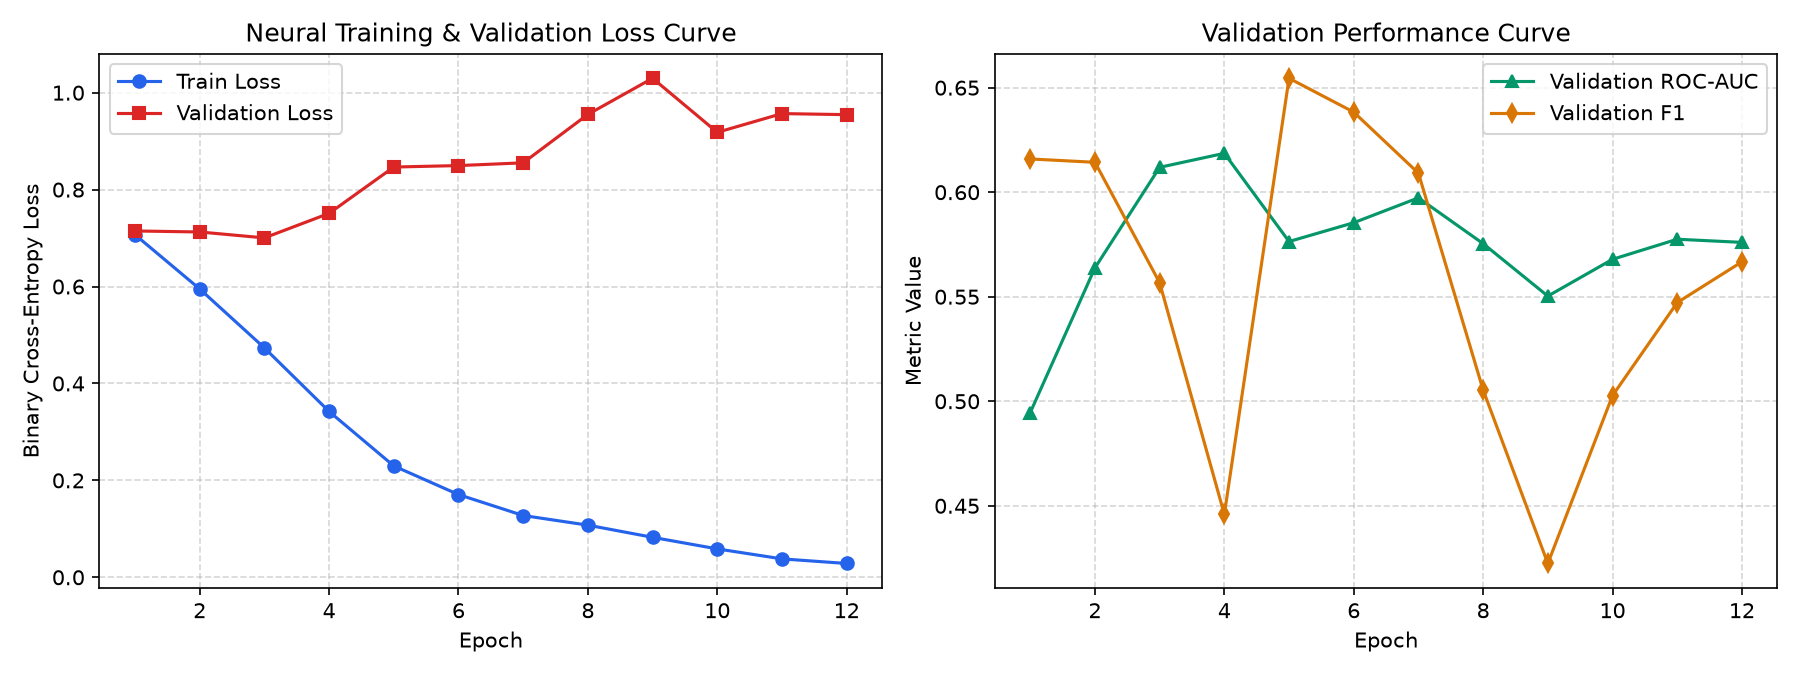 Neural Training & Validation Loss Curve
Train Loss
Validation Loss
Binary Cross-Entropy Loss
1.0
0.8
0.6
0.4
0.2
0.0
2 4 6 8 10 12
Epoch
Validation Performance Curve
Validation ROC-AUC
Validation F1
Metric Value
0.65
0.60
0.55
0.50
0.45
2 4 6 8 10 12
Epoch